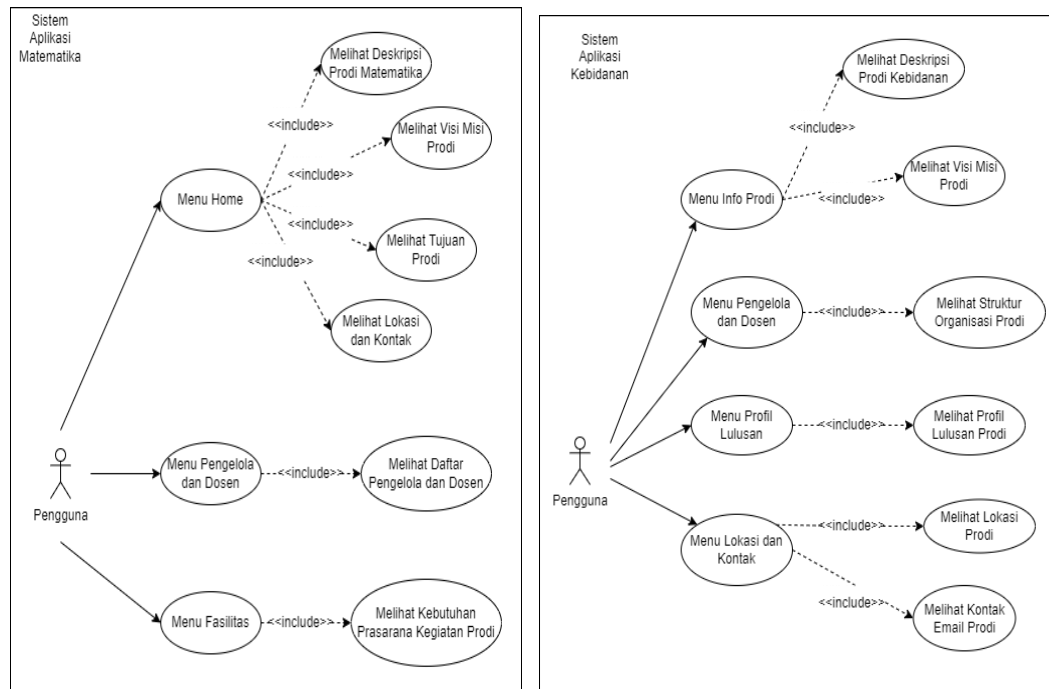 Sistem
Aplikasi
Matematika
Melihat Deskripsi
Prodi Matematika
<<include>>
Melihat Visi Misi
Prodi
<<include>>
Menu Home
<<include>>
Melihat Tujuan
Prodi
<<include>>
Melihat Lokasi
dan Kontak
Pengguna
Menu Pengelola
dan Dosen
<<include>>
Melihat Daftar
Pengelola dan Dosen
Menu Fasilitas
<<include>>
Melihat Kebutuhan
Prasarana Kegiatan Prodi
Sistem
Aplikasi
Kebidanan
Melihat Deskripsi
Prodi Kebidanan
<<include>>
Melihat Visi Misi
Prodi
Menu Info Prodi
<<include>>
Menu Pengelola
dan Dosen
<<include>>
Melihat Struktur
Organisasi Prodi
Menu Profil
Lulusan
<<include>>
Melihat Profil
Lulusan Prodi
Pengguna
Menu Lokasi dan
Kontak
<<include>>
Melihat Lokasi
Prodi
<<include>>
Melihat Kontak
Email Prodi